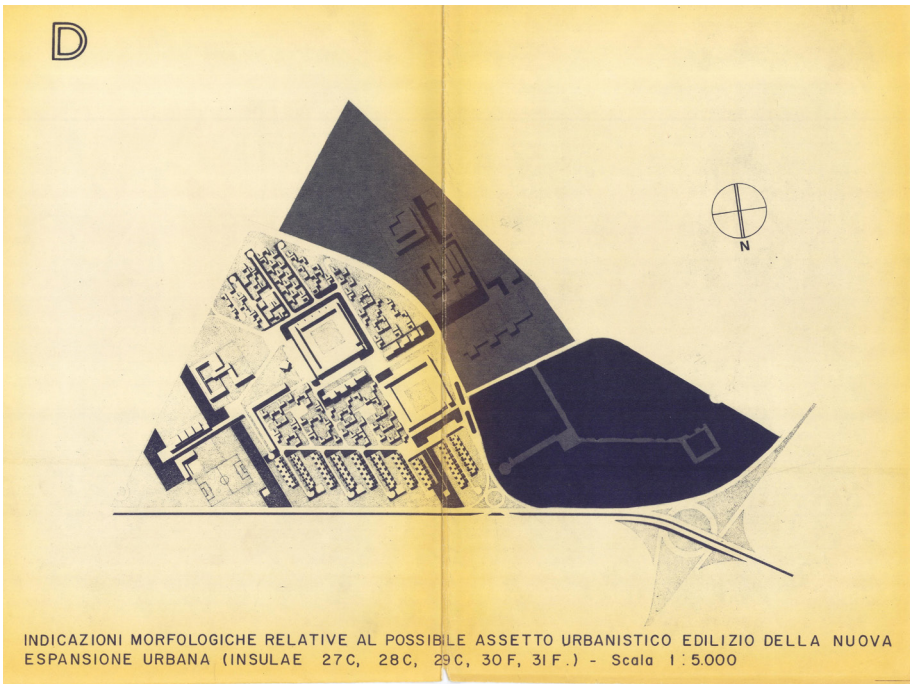 D
N
INDICAZIONI MORFOLOGICHE RELATIVE AL POSSIBILE ASSETTO URBANISTICO EDILIZIO DELLA NUOVA
ESPANSIONE URBANA (INSULAE 27C, 28C, 29C, 30F, 31F.) - Scala 1:5.000